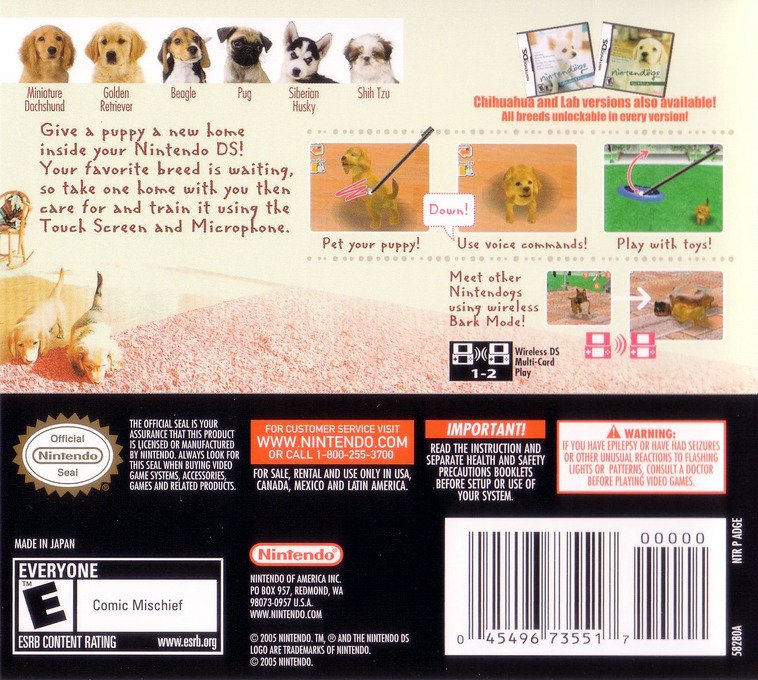 Miniature Dachshund
Golden Retriever
Beagle
Pug
Siberian Husky
Shih Tzu
nintendogs
nintendogs
Chihuahua and Lab versions also available!
All breeds unlockable in every version!
Give a puppy a new home
inside your Nintendo DS!
Your favorite breed is waiting,
so take one home with you then
care for and train it using the
Touch Screen and Microphone.
Down!
Pet your puppy!
Use voice commands!
Play with toys!
Meet other
Nintendogs
using wireless
Bark Mode!
1-2
Wireless DS
Multi-Card
Play
Official
Nintendo
Seal
THE OFFICIAL SEAL IS YOUR
ASSURANCE THAT THIS PRODUCT
IS LICENSED OR MANUFACTURED
BY NINTENDO. ALWAYS LOOK FOR
THIS SEAL WHEN BUYING VIDEO
GAME SYSTEMS, ACCESSORIES,
GAMES AND RELATED PRODUCTS.
FOR CUSTOMER SERVICE VISIT
WWW.NINTENDO.COM
OR CALL 1-800-255-3700
FOR SALE, RENTAL AND USE ONLY IN USA,
CANADA, MEXICO AND LATIN AMERICA.
IMPORTANT!
READ THE INSTRUCTION AND
SEPARATE HEALTH AND SAFETY
PRECAUTIONS BOOKLETS
BEFORE SETUP OR USE OF
YOUR SYSTEM.
WARNING:
IF YOU HAVE EPILEPSY OR HAVE HAD SEIZURES
OR OTHER UNUSUAL REACTIONS TO FLASHING
LIGHTS OR PATTERNS, CONSULT A DOCTOR
BEFORE PLAYING VIDEO GAMES.
MADE IN JAPAN
EVERYONE
E
TM
Comic Mischief
ESRB CONTENT RATING www.esrb.org
Nintendo®
NINTENDO OF AMERICA INC.
PO BOX 957, REDMOND, WA
98073-0957 U.S.A.
WWW.NINTENDO.COM
© 2005 NINTENDO. TM, ® AND THE NINTENDO DS
LOGO ARE TRADEMARKS OF NINTENDO.
© 2005 NINTENDO.
00000
0 45496 73551 7
NTR P ADGE
58280A